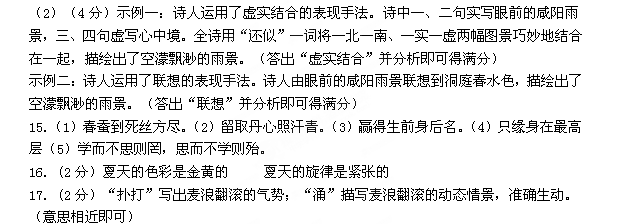 (2)(4分)示例一：诗人运用了虚实结合的表现手法。诗中一、二句实写眼前的咸阳雨
景，三、四句虚写心中境。全诗用“还似”一词将一北一南、一实一虚两幅图景巧妙地结合
在一起，描绘出了空濛飘渺的雨景。（答出“虚实结合”并分析即可得满分）
示例二：诗人运用了联想的表现手法。诗人由眼前的咸阳雨景联想到洞庭春水色，描绘出了
空濛飘渺的雨景。（答出“联想”并分析即可得满分）
15.(1）春蚕到死丝方尽。(2）留取丹心照汗青。(3）赢得生前身后名。(4）只缘身在最高
层(5）学而不思则罔，思而不学则殆。
16.(2分）夏天的色彩是金黄的 夏天的旋律是紧张的
17.(2分）“扑打”写出麦浪翻滚的气势；“涌”描写麦浪翻滚的动态情景，准确生动。
（意思相近即可）